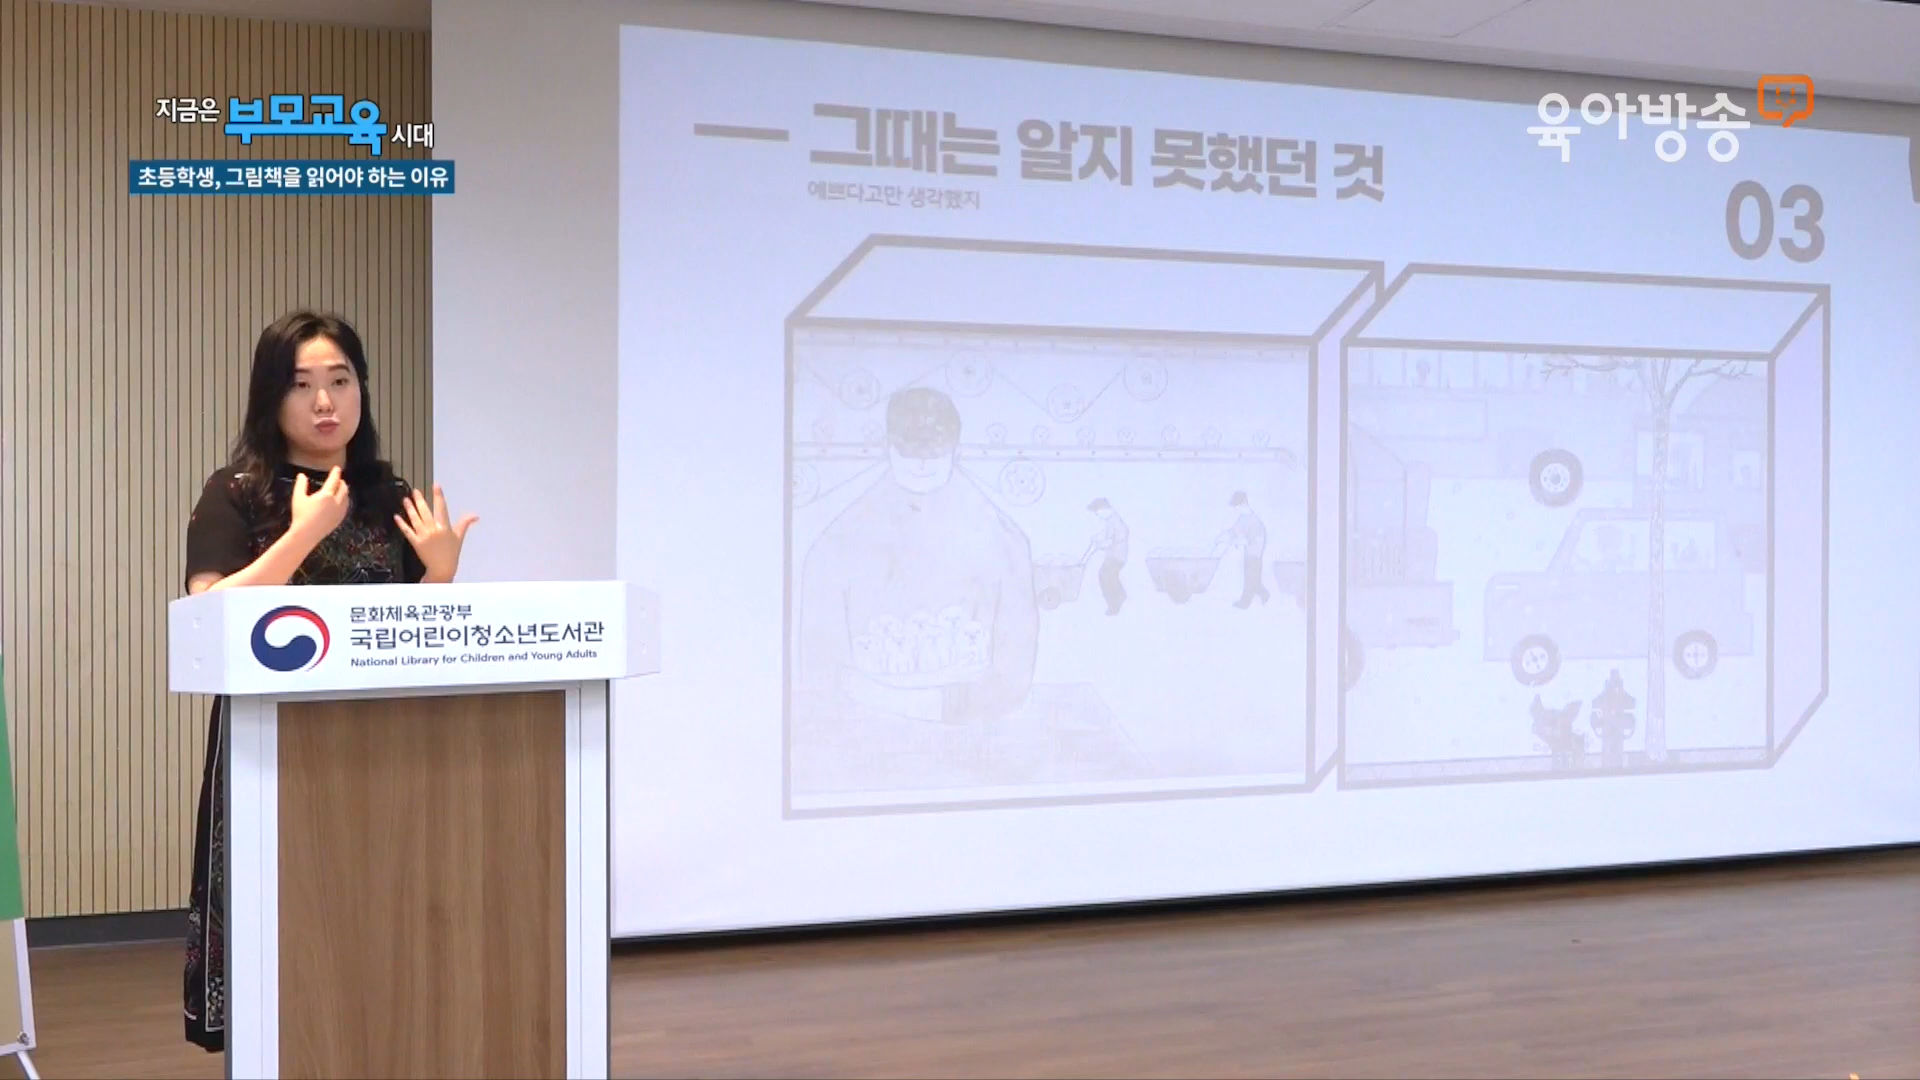 지금은 부모교육 시대
초등학생, 그림책을 읽어야 하는 이유
육아방송
그때는 알지 못했던 것
예쁘다고만 생각했지
03
문화체육관광부
국립어린이청소년도서관
National Library for Children and Young Adults